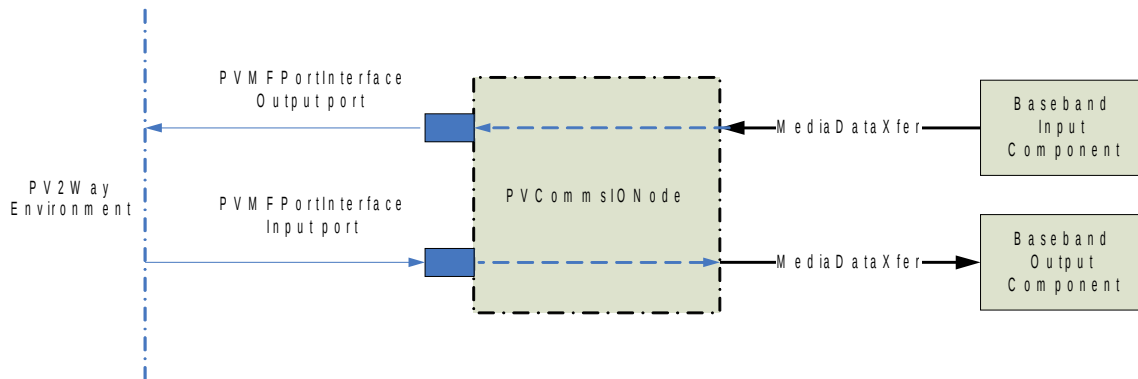 PVMFPortInterface
Output port
MediaDataXfer
Baseband
Input
Component
PV2Way
Environment
PVMFPortInterface
Input port
PVCommsIONode
MediaDataXfer
Baseband
Output
Component